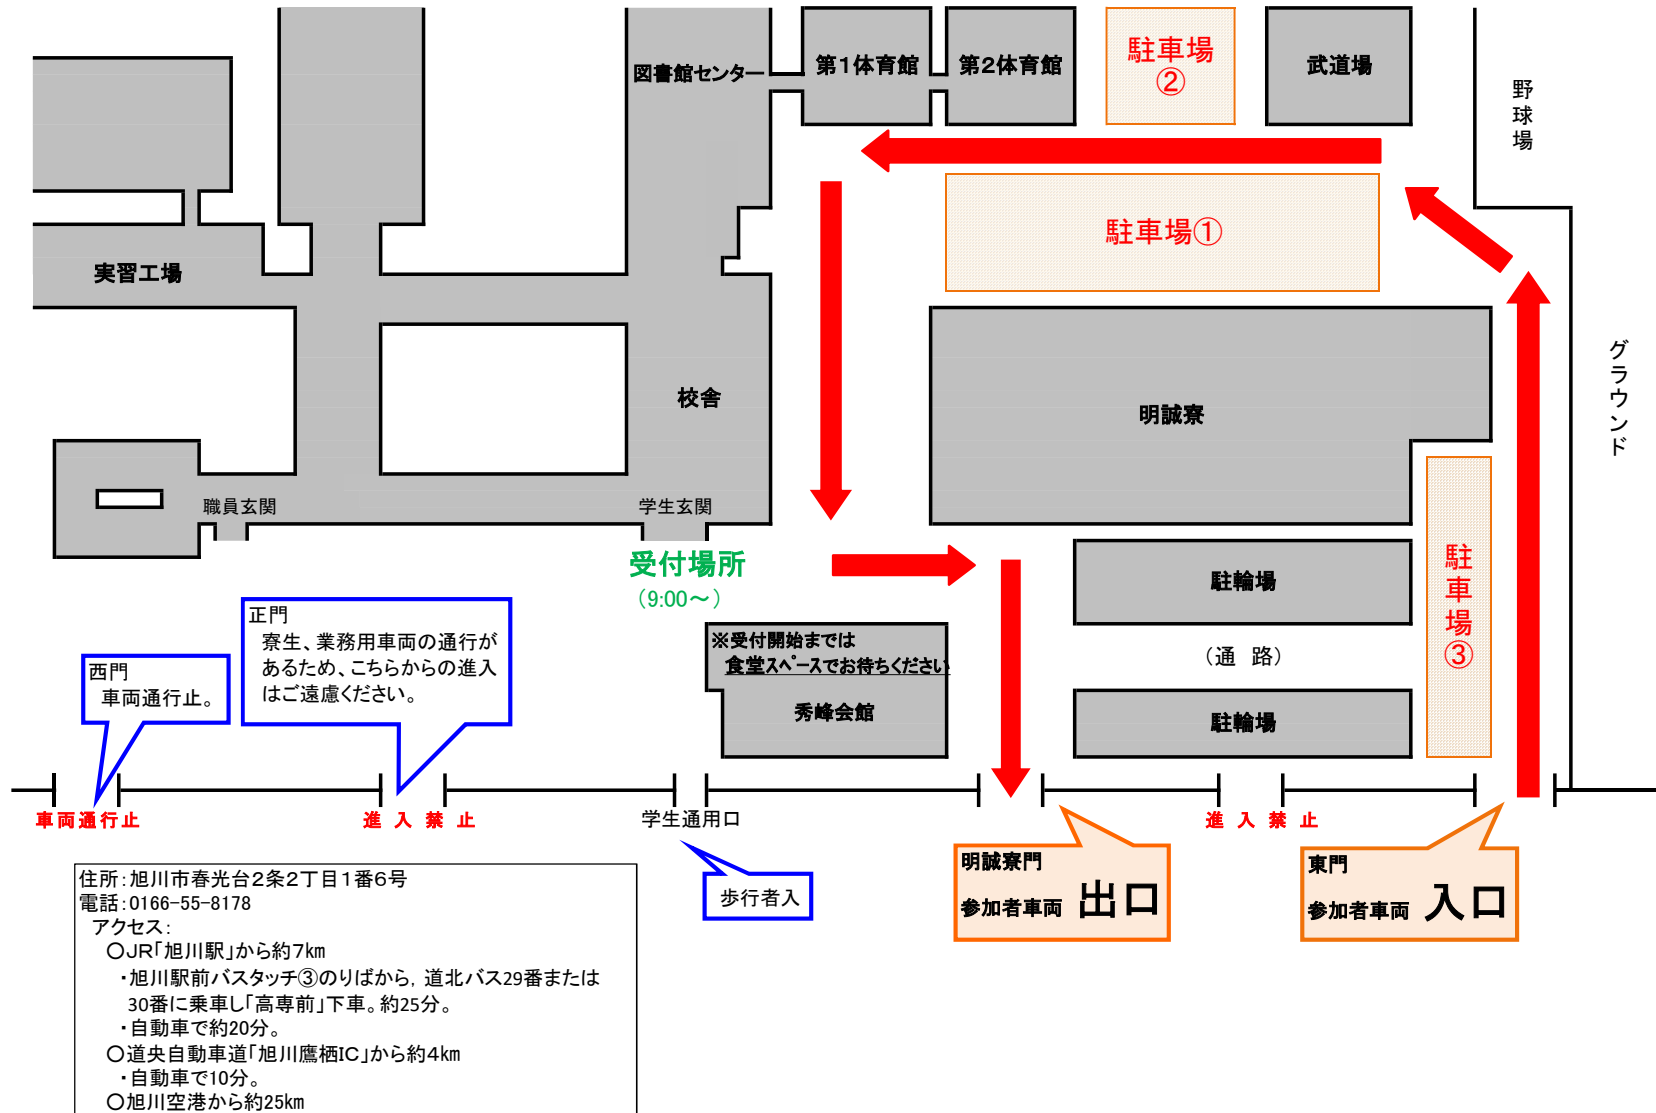 図書館センター
第1体育館
第2体育館
駐車場
②
武道場
野球場
駐車場①
実習工場
グラウンド
校舎
明誠寮
職員玄関
学生玄関
受付場所
(9:00~)
駐輪場
駐車場③
正門
寮生、業務用車両の通行が
あるため、こちらからの進入
はご遠慮ください。
※受付開始までは
食堂スペースでお待ちください
(通 路)
西門
車両通行止。
秀峰会館
駐輪場
車両通行止
進 入 禁 止
学生通用口
進 入 禁 止
明誠寮門
参加者車両 出口
東門
参加者車両 入口
歩行者入
住所:旭川市春光台2条2丁目1番6号
電話:0166-55-8178
アクセス:
○JR「旭川駅」から約7km
・旭川駅前バスタッチ③のりばから, 道北バス29番または
30番に乗車し「高専前」下車。約25分。
・自動車で約20分。
○道央自動車道「旭川鷹栖IC」から約4km
・自動車で10分。
○旭川空港から約25km